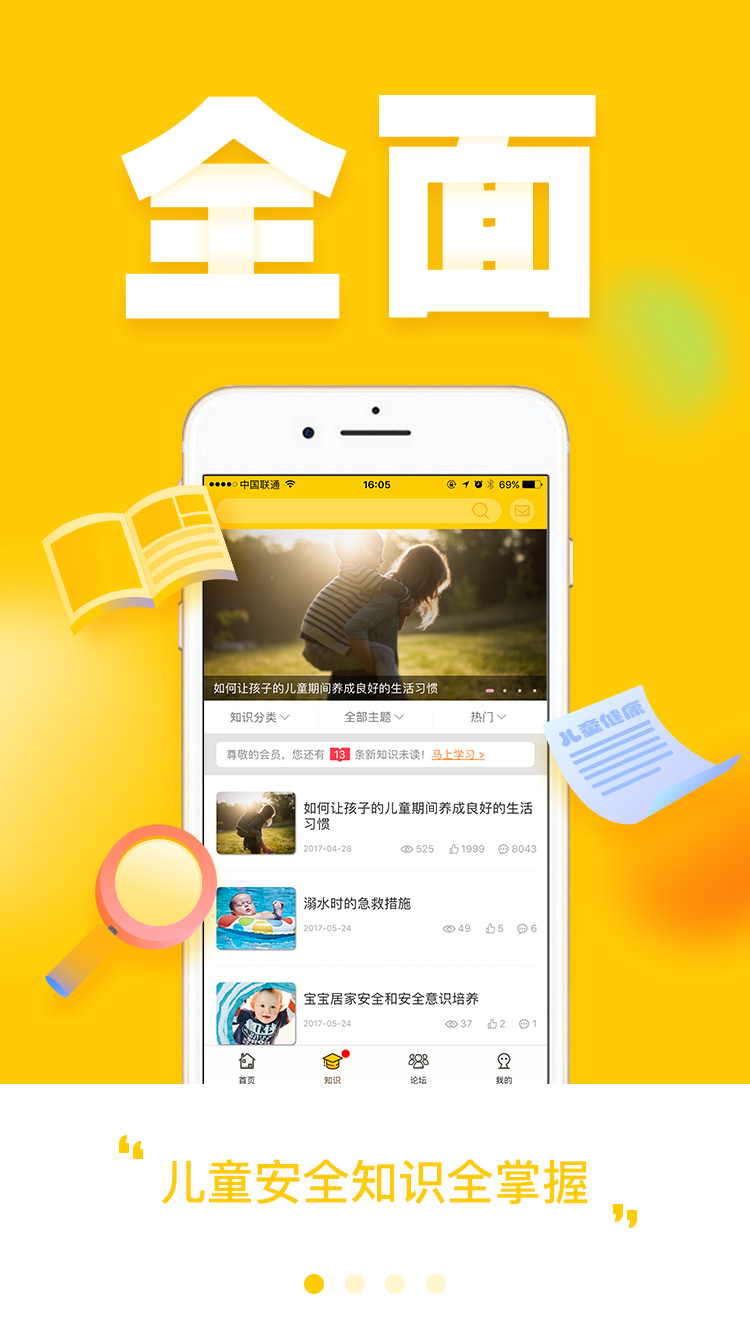 全面
中国联通 16:05 69%
如何让孩子的儿童期间养成良好的生活习惯
知识分类 全部主题 热门
尊敬的会员，您还有 13 条新知识未读！ 马上学习 >
儿童健康
如何让孩子的儿童期间养成良好的生活
习惯
2017-04-28 525 1999 8043
溺水时的急救措施
2017-05-24 49 5 6
宝宝居家安全和安全意识培养
2017-05-24 37 2 1
首页 知识 论坛 我的
“儿童安全知识全掌握”